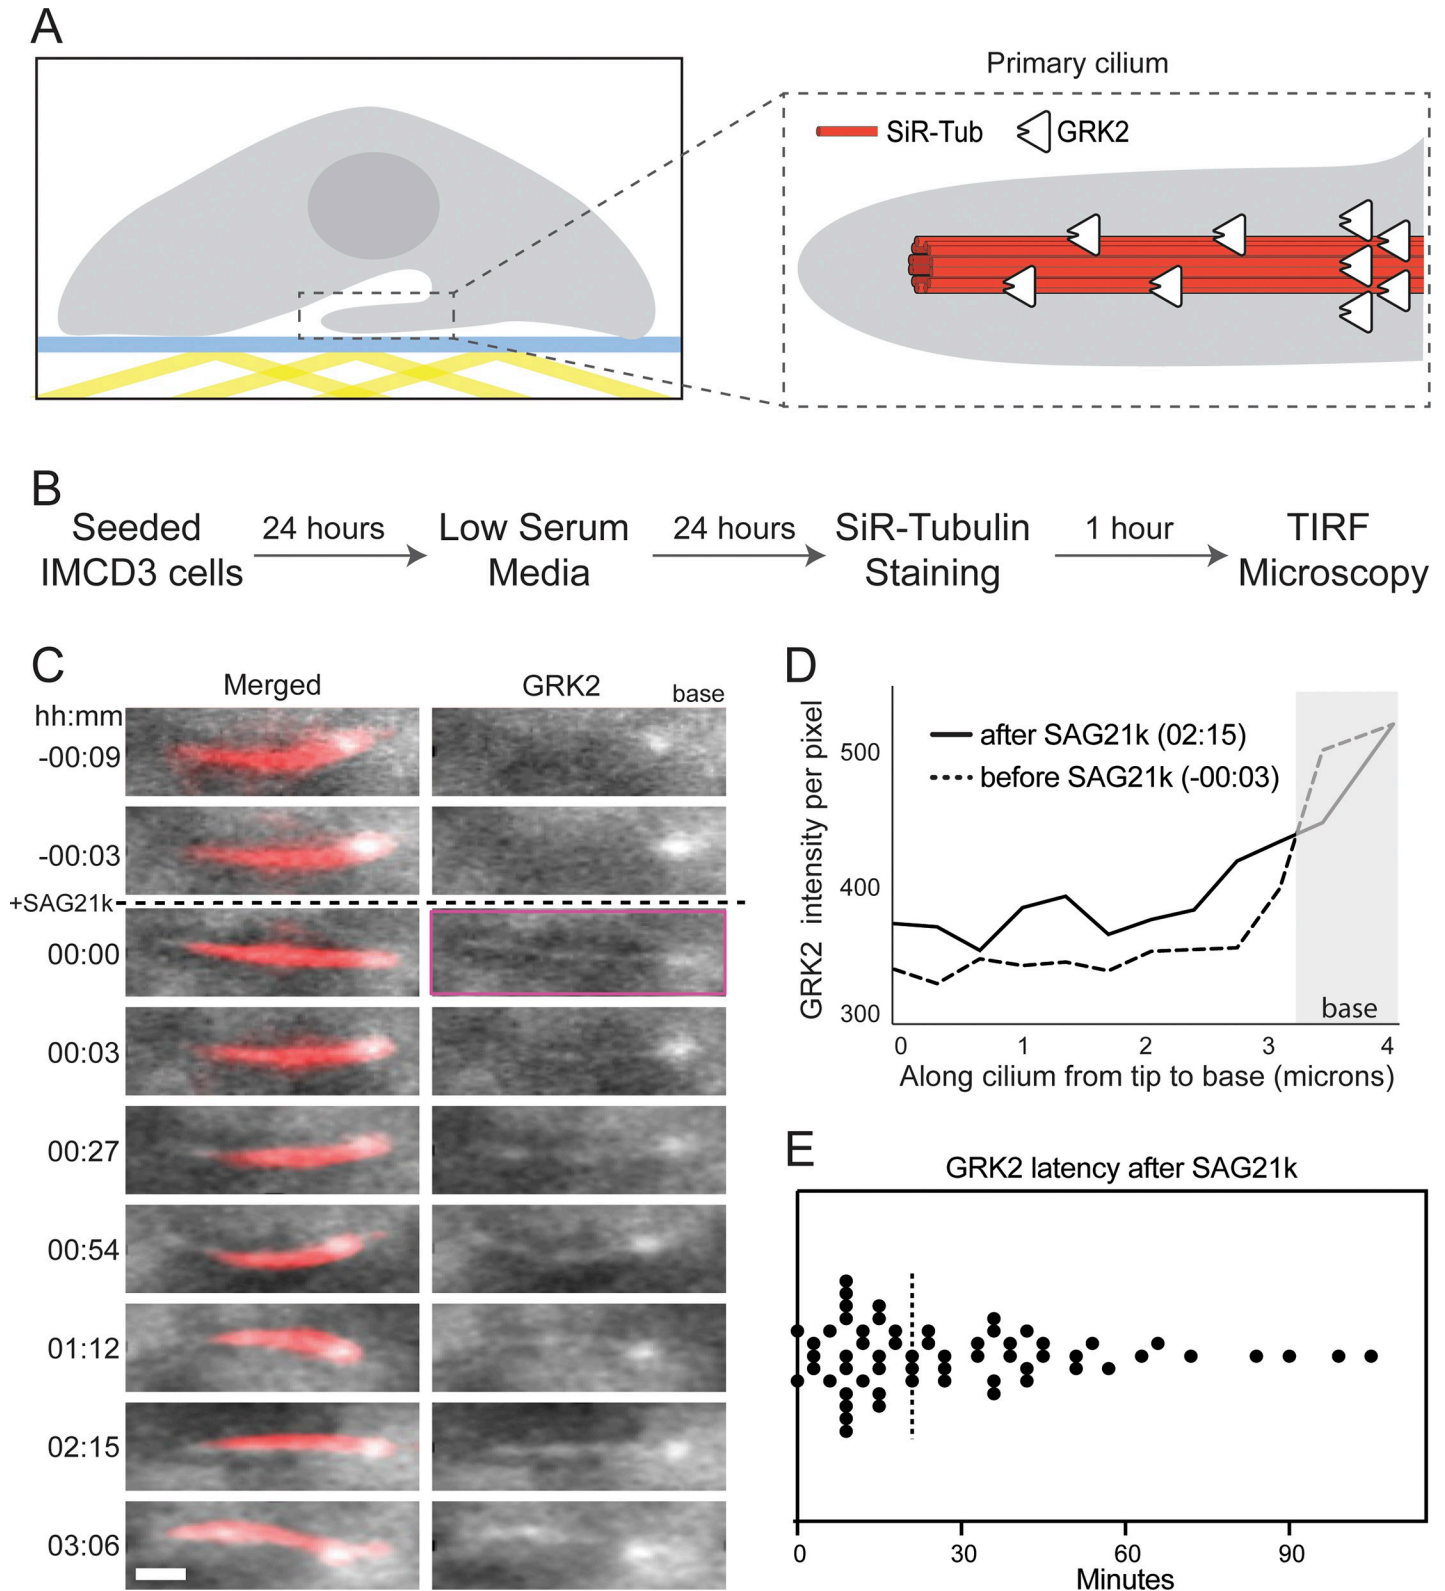 A
Primary cilium
SiR-Tub
GRK2
B
Seeded
IMCD3 cells
24 hours
Low Serum
Media
24 hours
SiR-Tubulin
Staining
1 hour
TIRF
Microscopy
C
Merged
GRK2
base
hh:mm
-00:09
-00:03
+SAG21k
00:00
00:03
00:27
00:54
01:12
02:15
03:06
D
GRK2 intensity per pixel
500
400
300
after SAG21k (02:15)
before SAG21k (-00:03)
base
0 1 2 3 4
Along cilium from tip to base (microns)
E
GRK2 latency after SAG21k
0 30 60 90
Minutes